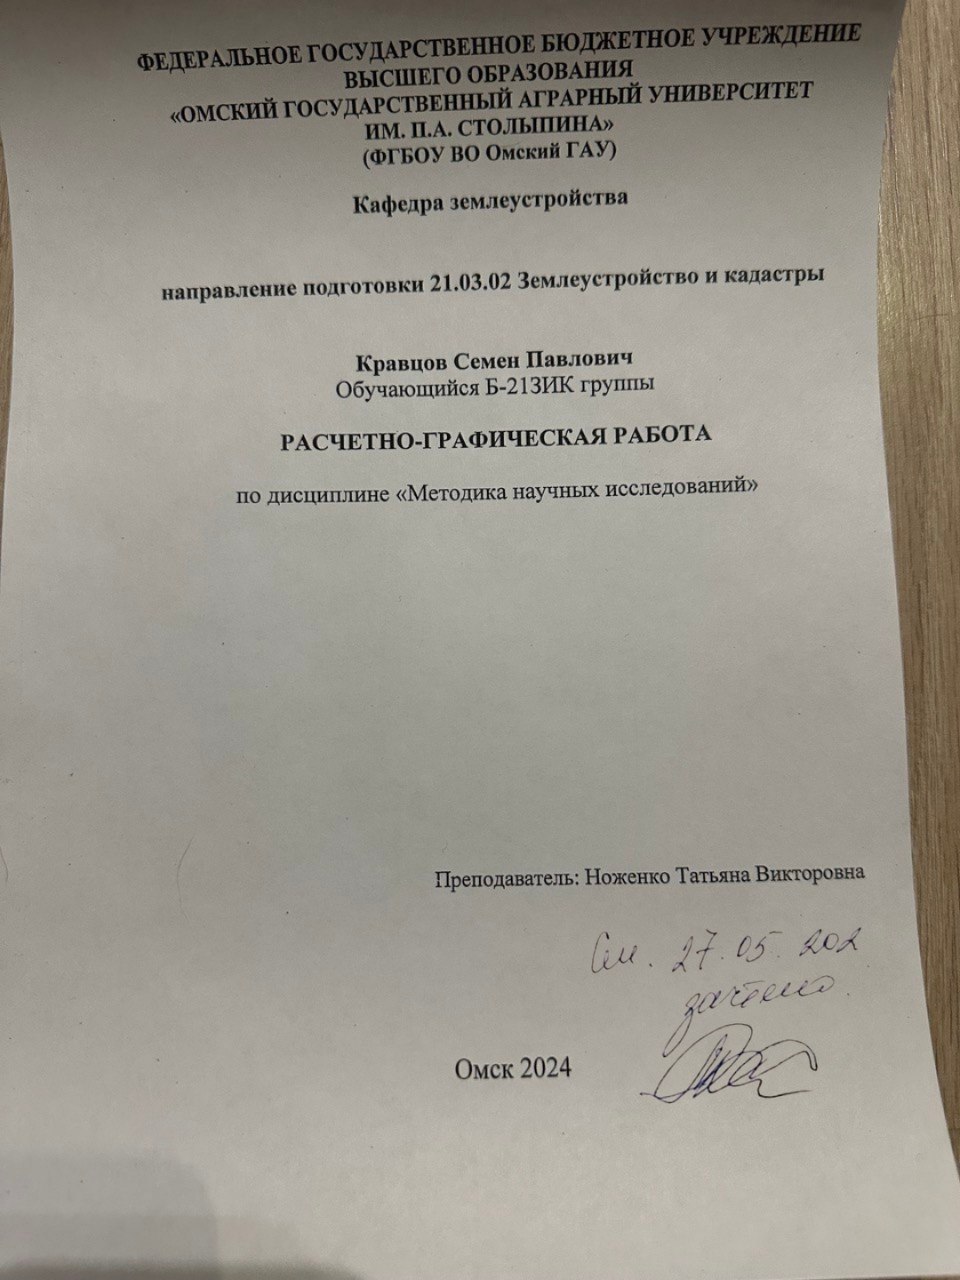 ФЕДЕРАЛЬНОЕ ГОСУДАРСТВЕННОЕ БЮДЖЕТНОЕ УЧРЕЖДЕНИЕ
ВЫСШЕГО ОБРАЗОВАНИЯ
«ОМСКИЙ ГОСУДАРСТВЕННЫЙ АГРАРНЫЙ УНИВЕРСИТЕТ
ИМ. П.А. СТОЛЫПИНА»
(ФГБОУ ВО Омский ГАУ)
Кафедра землеустройства
направление подготовки 21.03.02 Землеустройство и кадастры
Кравцов Семен Павлович
Обучающийся Б-21ЗИК группы
РАСЧЕТНО-ГРАФИЧЕСКАЯ РАБОТА
по дисциплине «Методика научных исследований»
Преподаватель: Ноженко Татьяна Викторовна
27.05.202
зачтено
Омск 2024